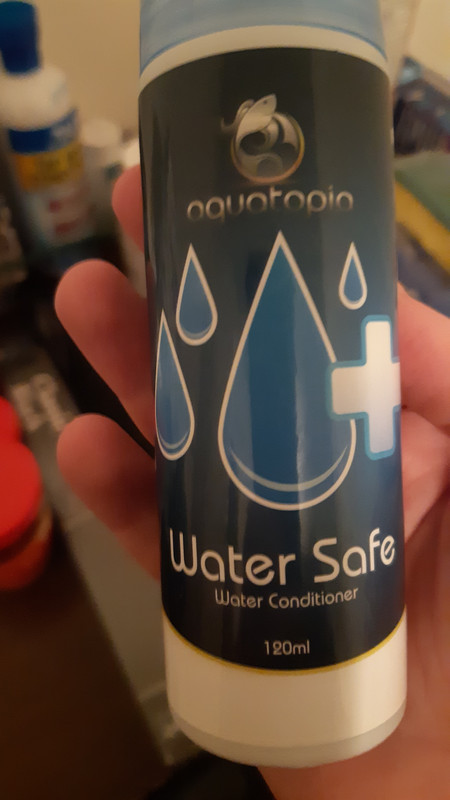 aquatopia
Water Safe
Water Conditioner
120ml